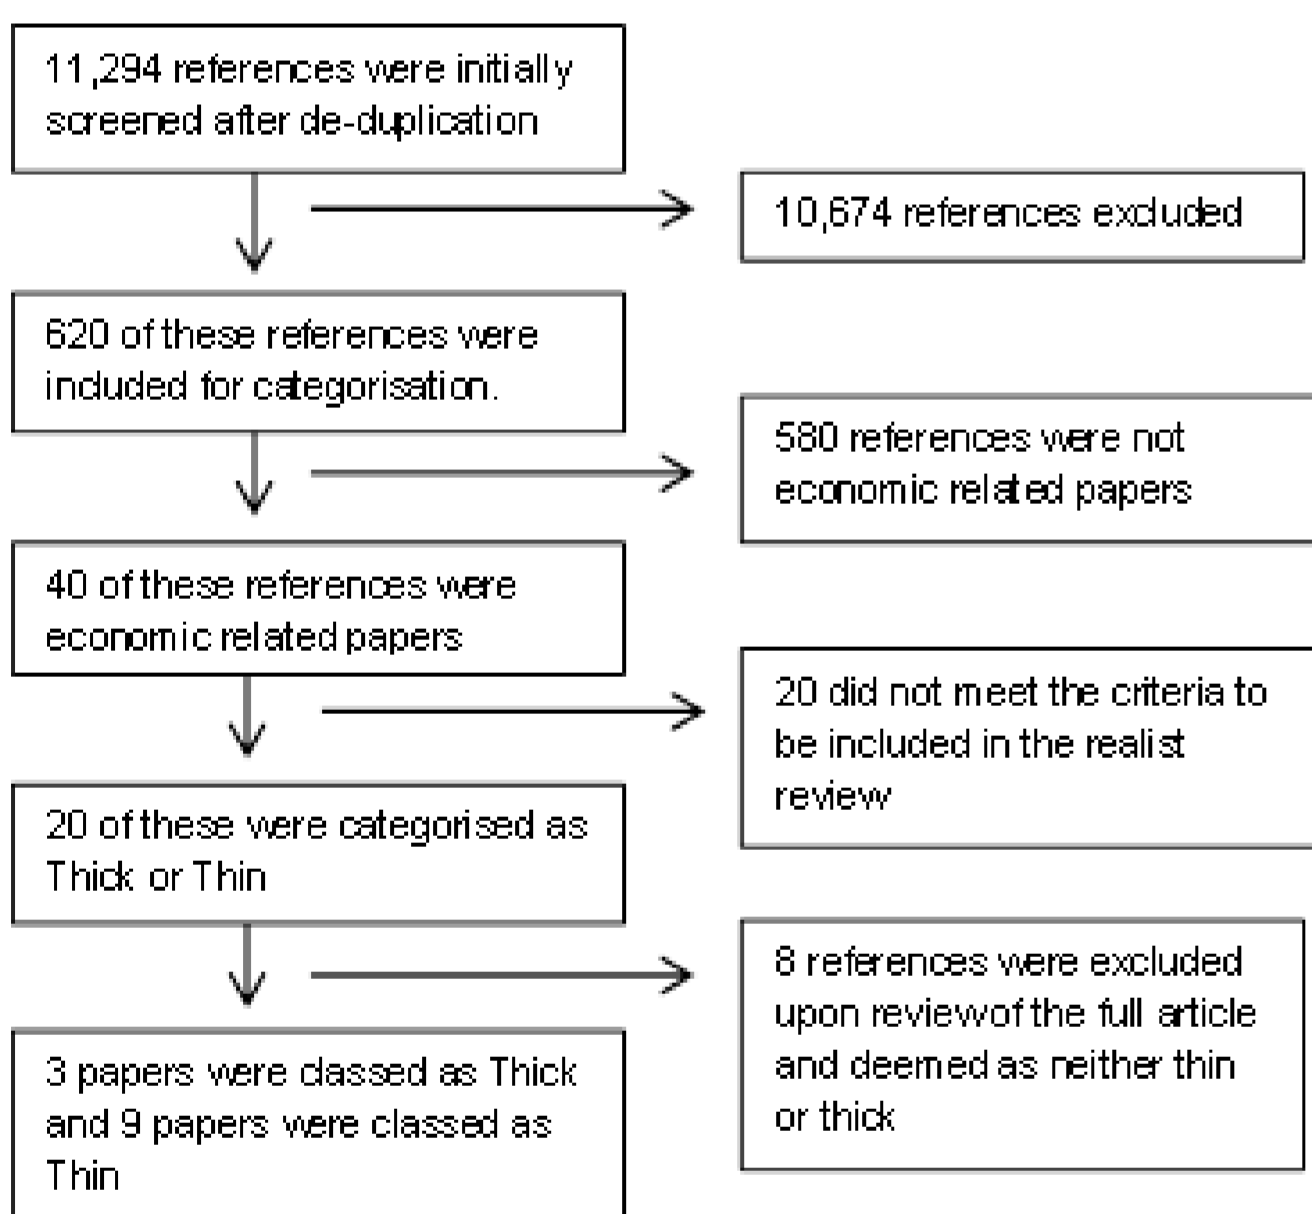 11,294 references were initially
screened after de-duplication
10,674 references excluded
620 of these references were
included for categorisation.
580 references were not
economic related papers
40 of these references were
economic related papers
20 did not meet the criteria to
be included in the realist
review
20 of these were categorised as
Thick or Thin
8 references were excluded
upon review of the full article
and deemed as neither thin
or thick
3 papers were classed as Thick
and 9 papers were classed as
Thin